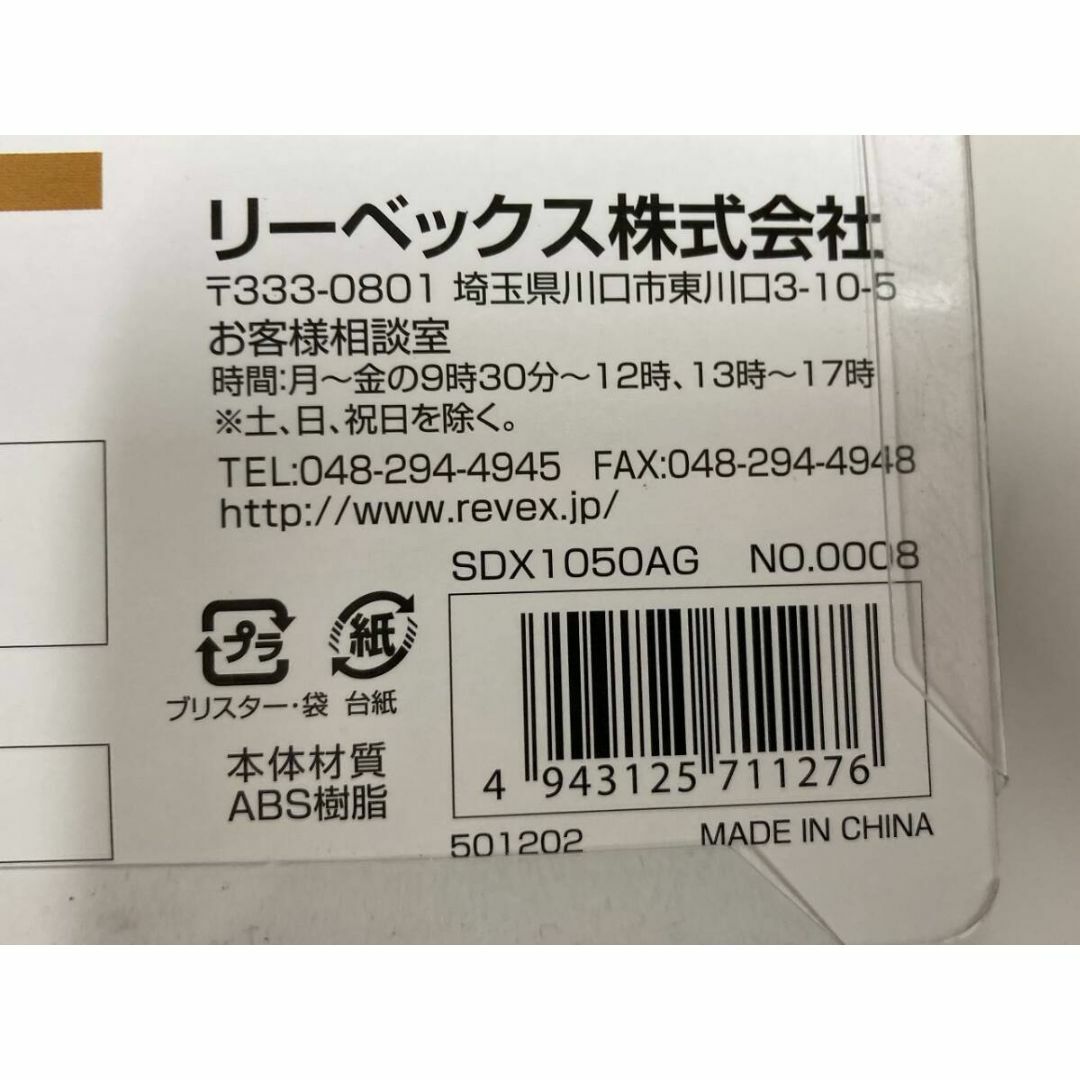 リーベックス株式会社
〒333-0801 埼玉県川口市東川口3-10-5
お客様相談室
時間:月～金の9時30分～12時、13時～17時
※土、日、祝日を除く。
TEL:048-294-4945 FAX:048-294-4948
http://www.revex.jp/
SDX1050AG NO.0008
プラ 紙
ブリスター・袋 台紙
本体材質
ABS樹脂
4 943125 711276
501202 MADE IN CHINA